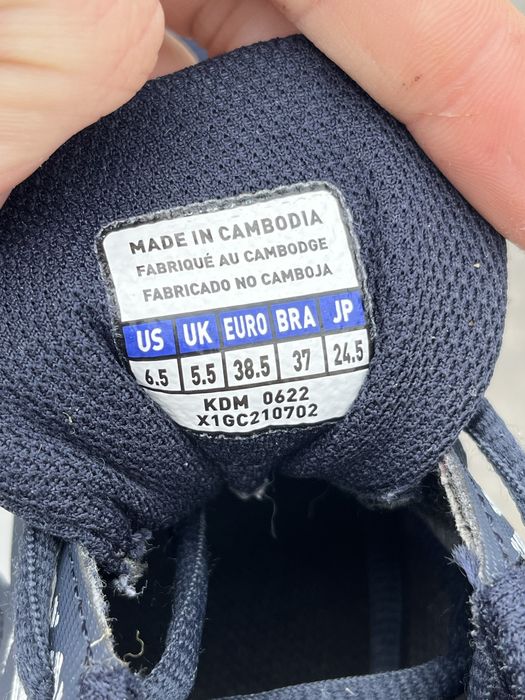 MADE IN CAMBODIA
FABRIQUÉ AU CAMBODGE
FABRICADO NO CAMBOJA
US UK EURO BRA JP
6.5 5.5 38.5 37 24.5
KDM 0622
X1GC210702